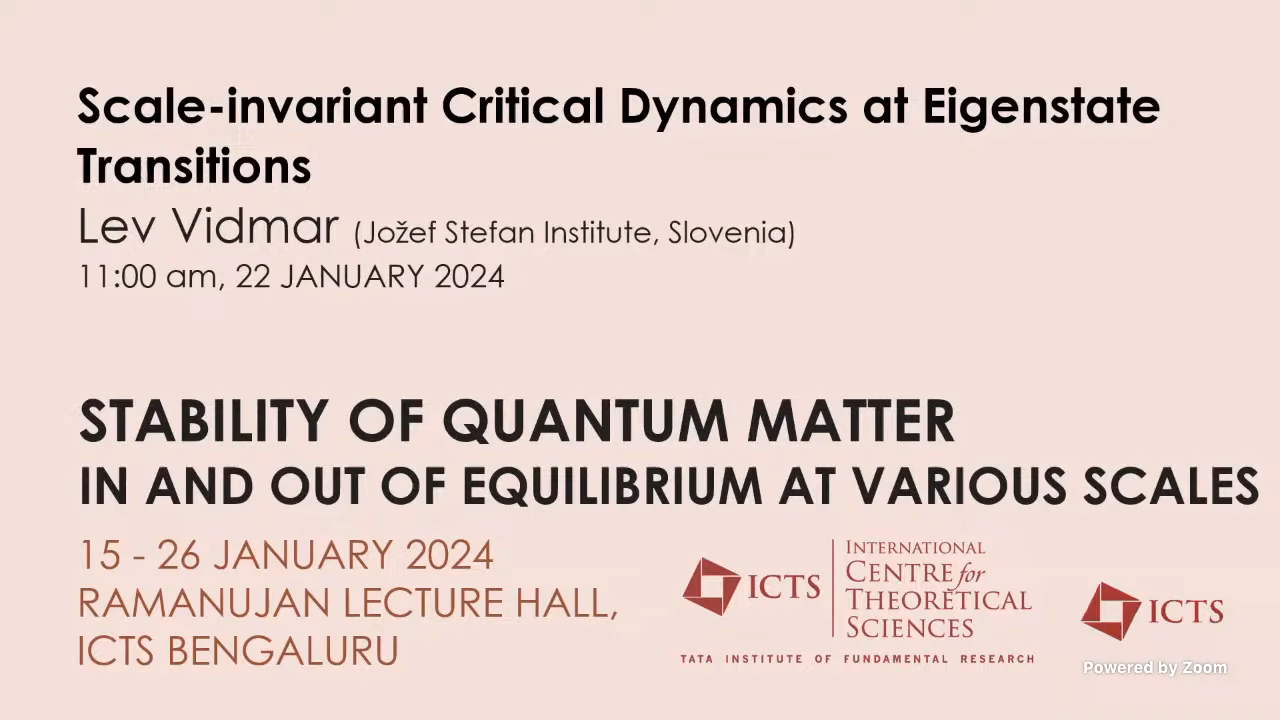 Scale-invariant Critical Dynamics at Eigenstate
Transitions
Lev Vidmar (Jožef Stefan Institute, Slovenia)
11:00 am, 22 JANUARY 2024
STABILITY OF QUANTUM MATTER
IN AND OUT OF EQUILIBRIUM AT VARIOUS SCALES
15 - 26 JANUARY 2024
RAMANUJAN LECTURE HALL,
ICTS BENGALURU
ICTS
INTERNATIONAL
CENTRE for
THEORETICAL
SCIENCES
TATA INSTITUTE OF FUNDAMENTAL RESEARCH
ICTS
Powered by Zoom